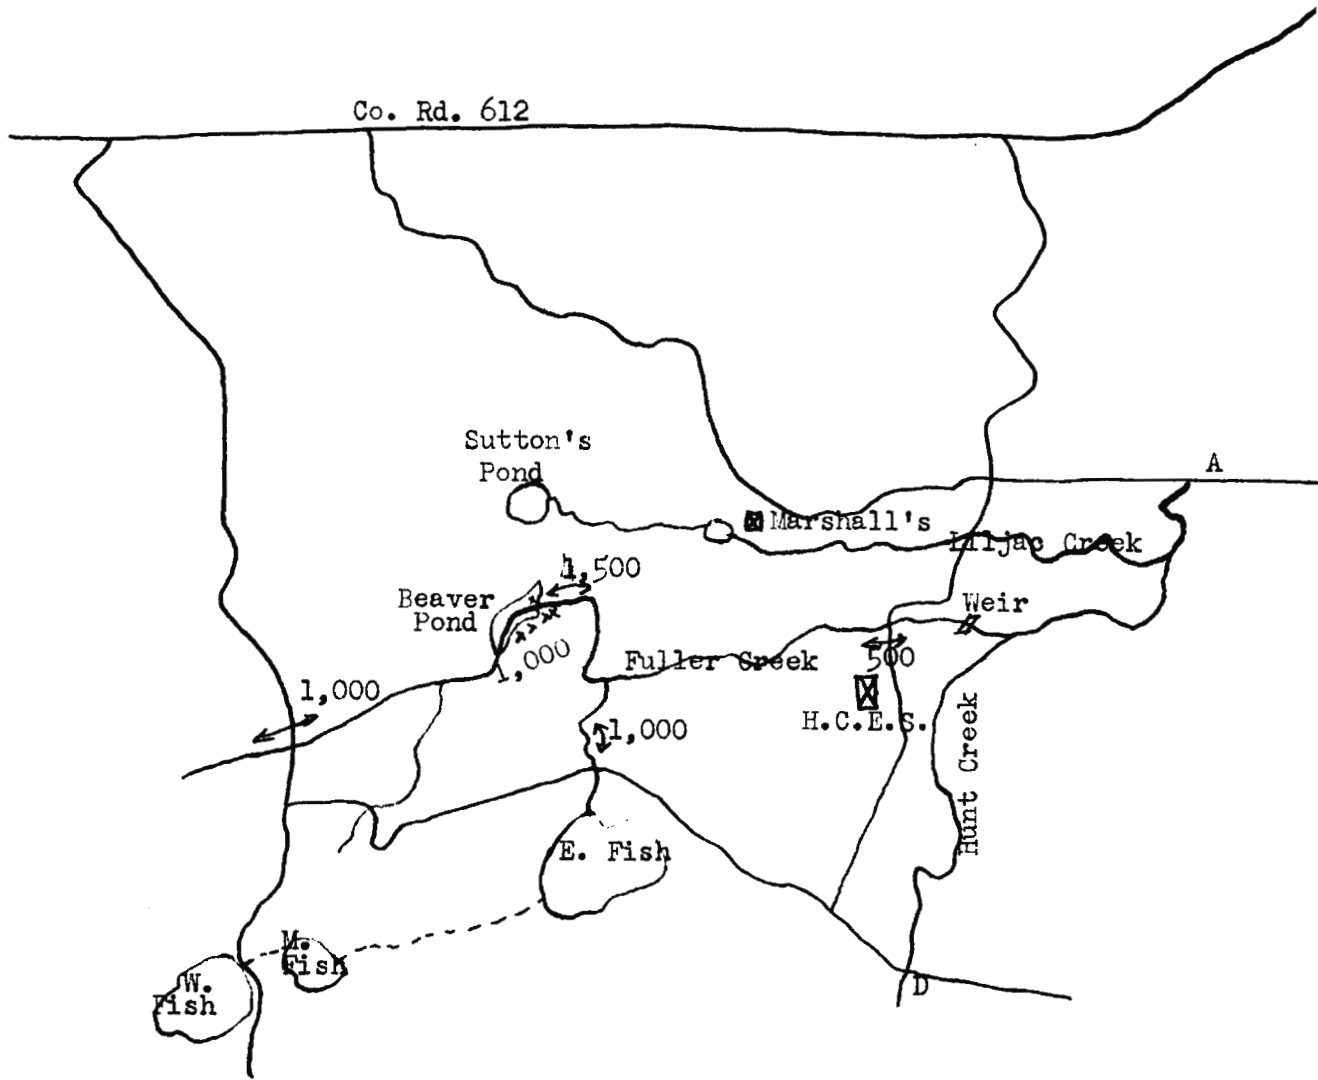 Co. Rd. 612
Sutton's
Pond
A
Marshall's
Liljac Creek
1,500
Beaver
Pond
Weir
1,000
Fuller Creek
500
1,000
H.C.E.S.
1,000
Hunt Creek
E. Fish
M.
Fish
W.
Fish
D